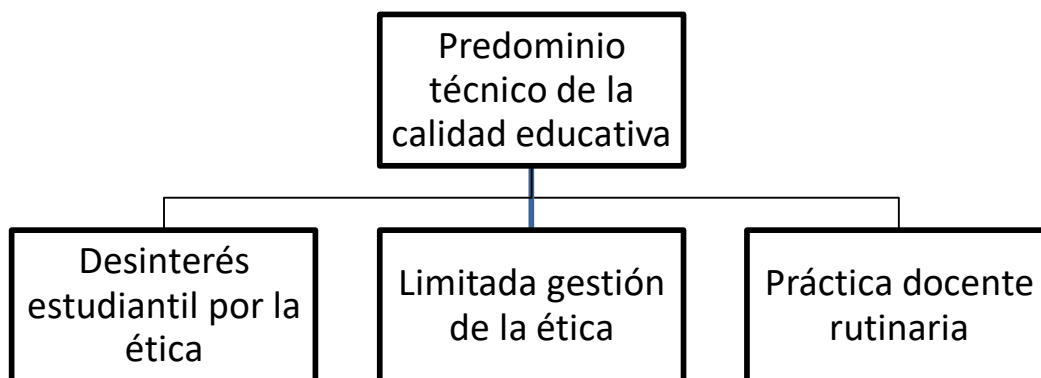 Predominio
técnico de la
calidad educativa
Desinterés
estudiantil por la
ética
Limitada gestión
de la ética
Práctica docente
rutinaria